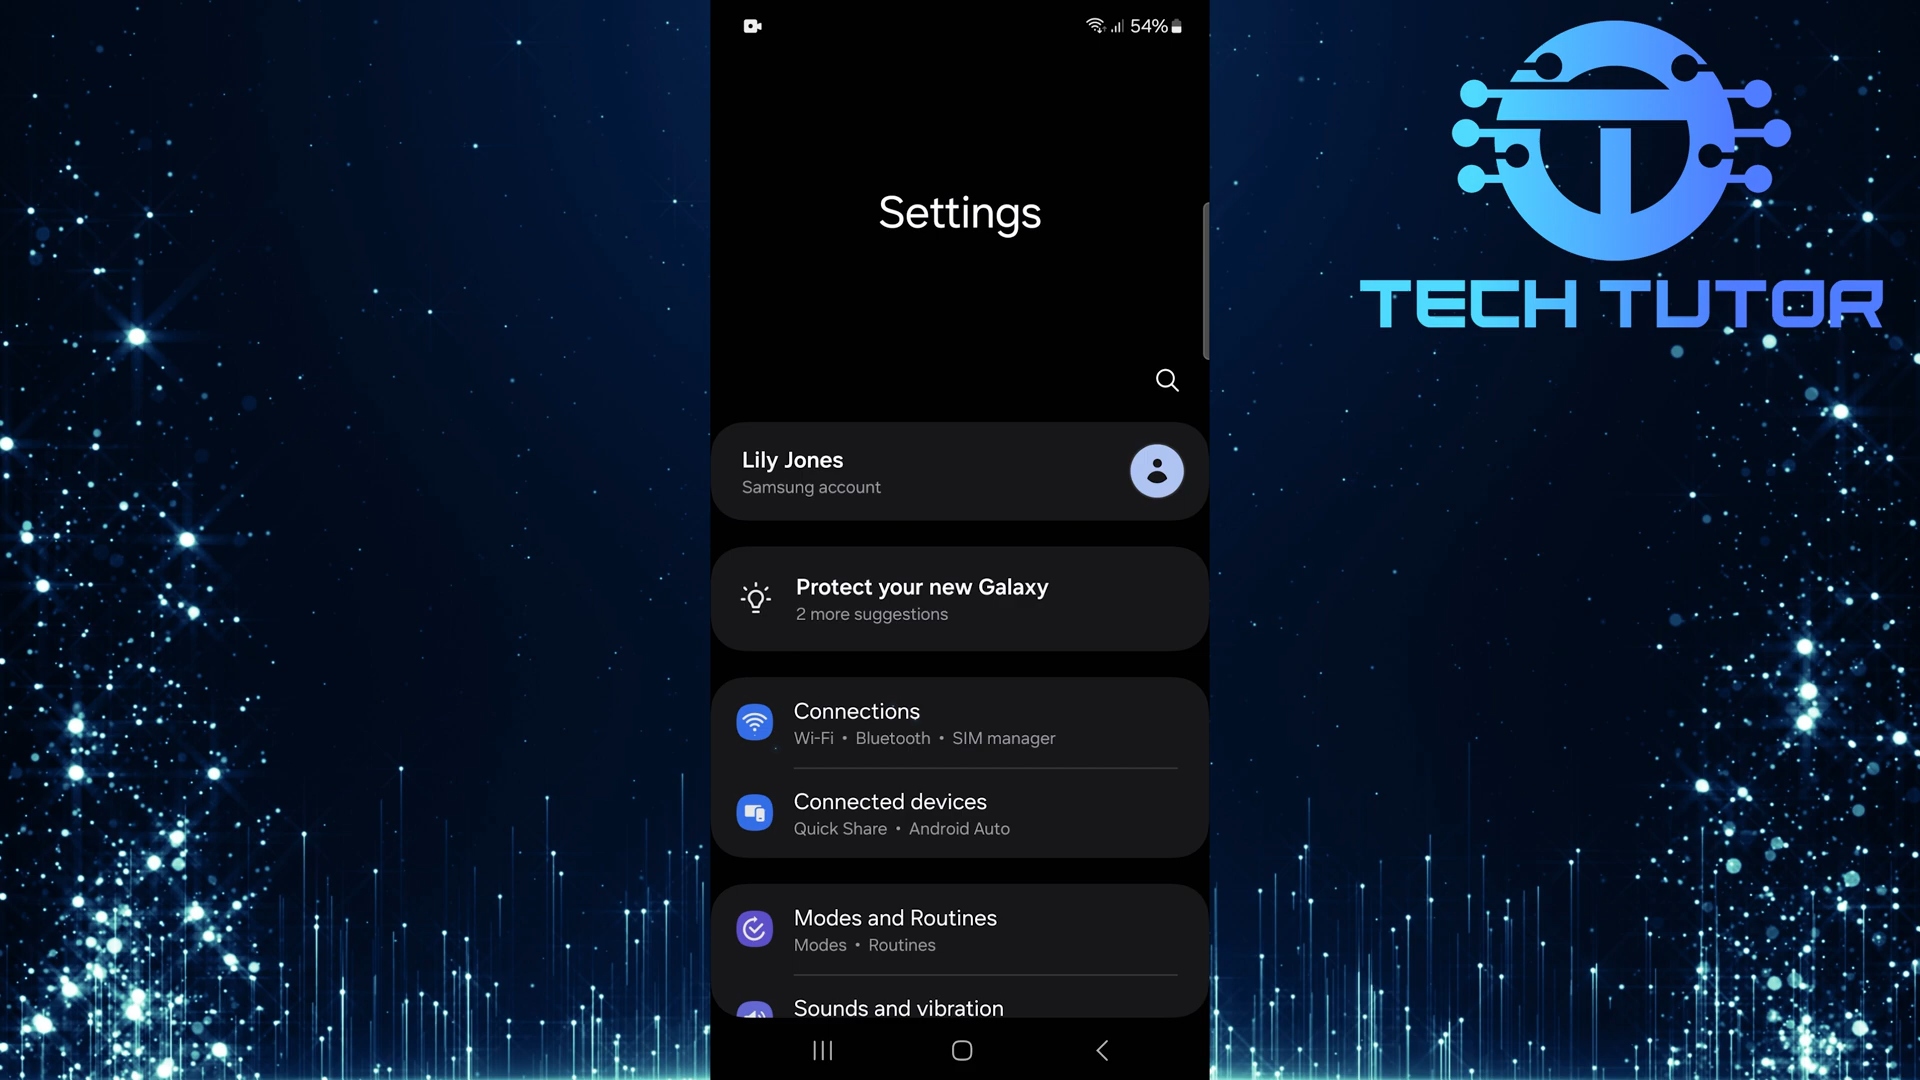 54%
TECH TUTOR
Settings
Lily Jones
Samsung account
Protect your new Galaxy
2 more suggestions
Connections
Wi-Fi • Bluetooth • SIM manager
Connected devices
Quick Share • Android Auto
Modes and Routines
Modes • Routines
Sounds and vibration